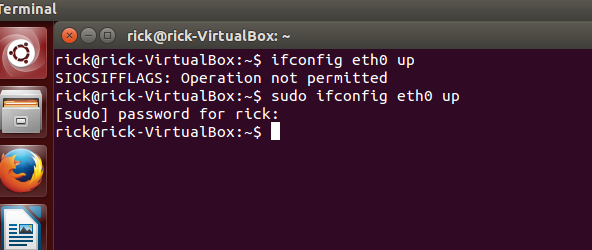 Terminal
rick@rick-VirtualBox: ~
rick@rick-VirtualBox:~$ ifconfig eth0 up
SIOCSIFFLAGS: Operation not permitted
rick@rick-VirtualBox:~$ sudo ifconfig eth0 up
[sudo] password for rick:
rick@rick-VirtualBox:~$